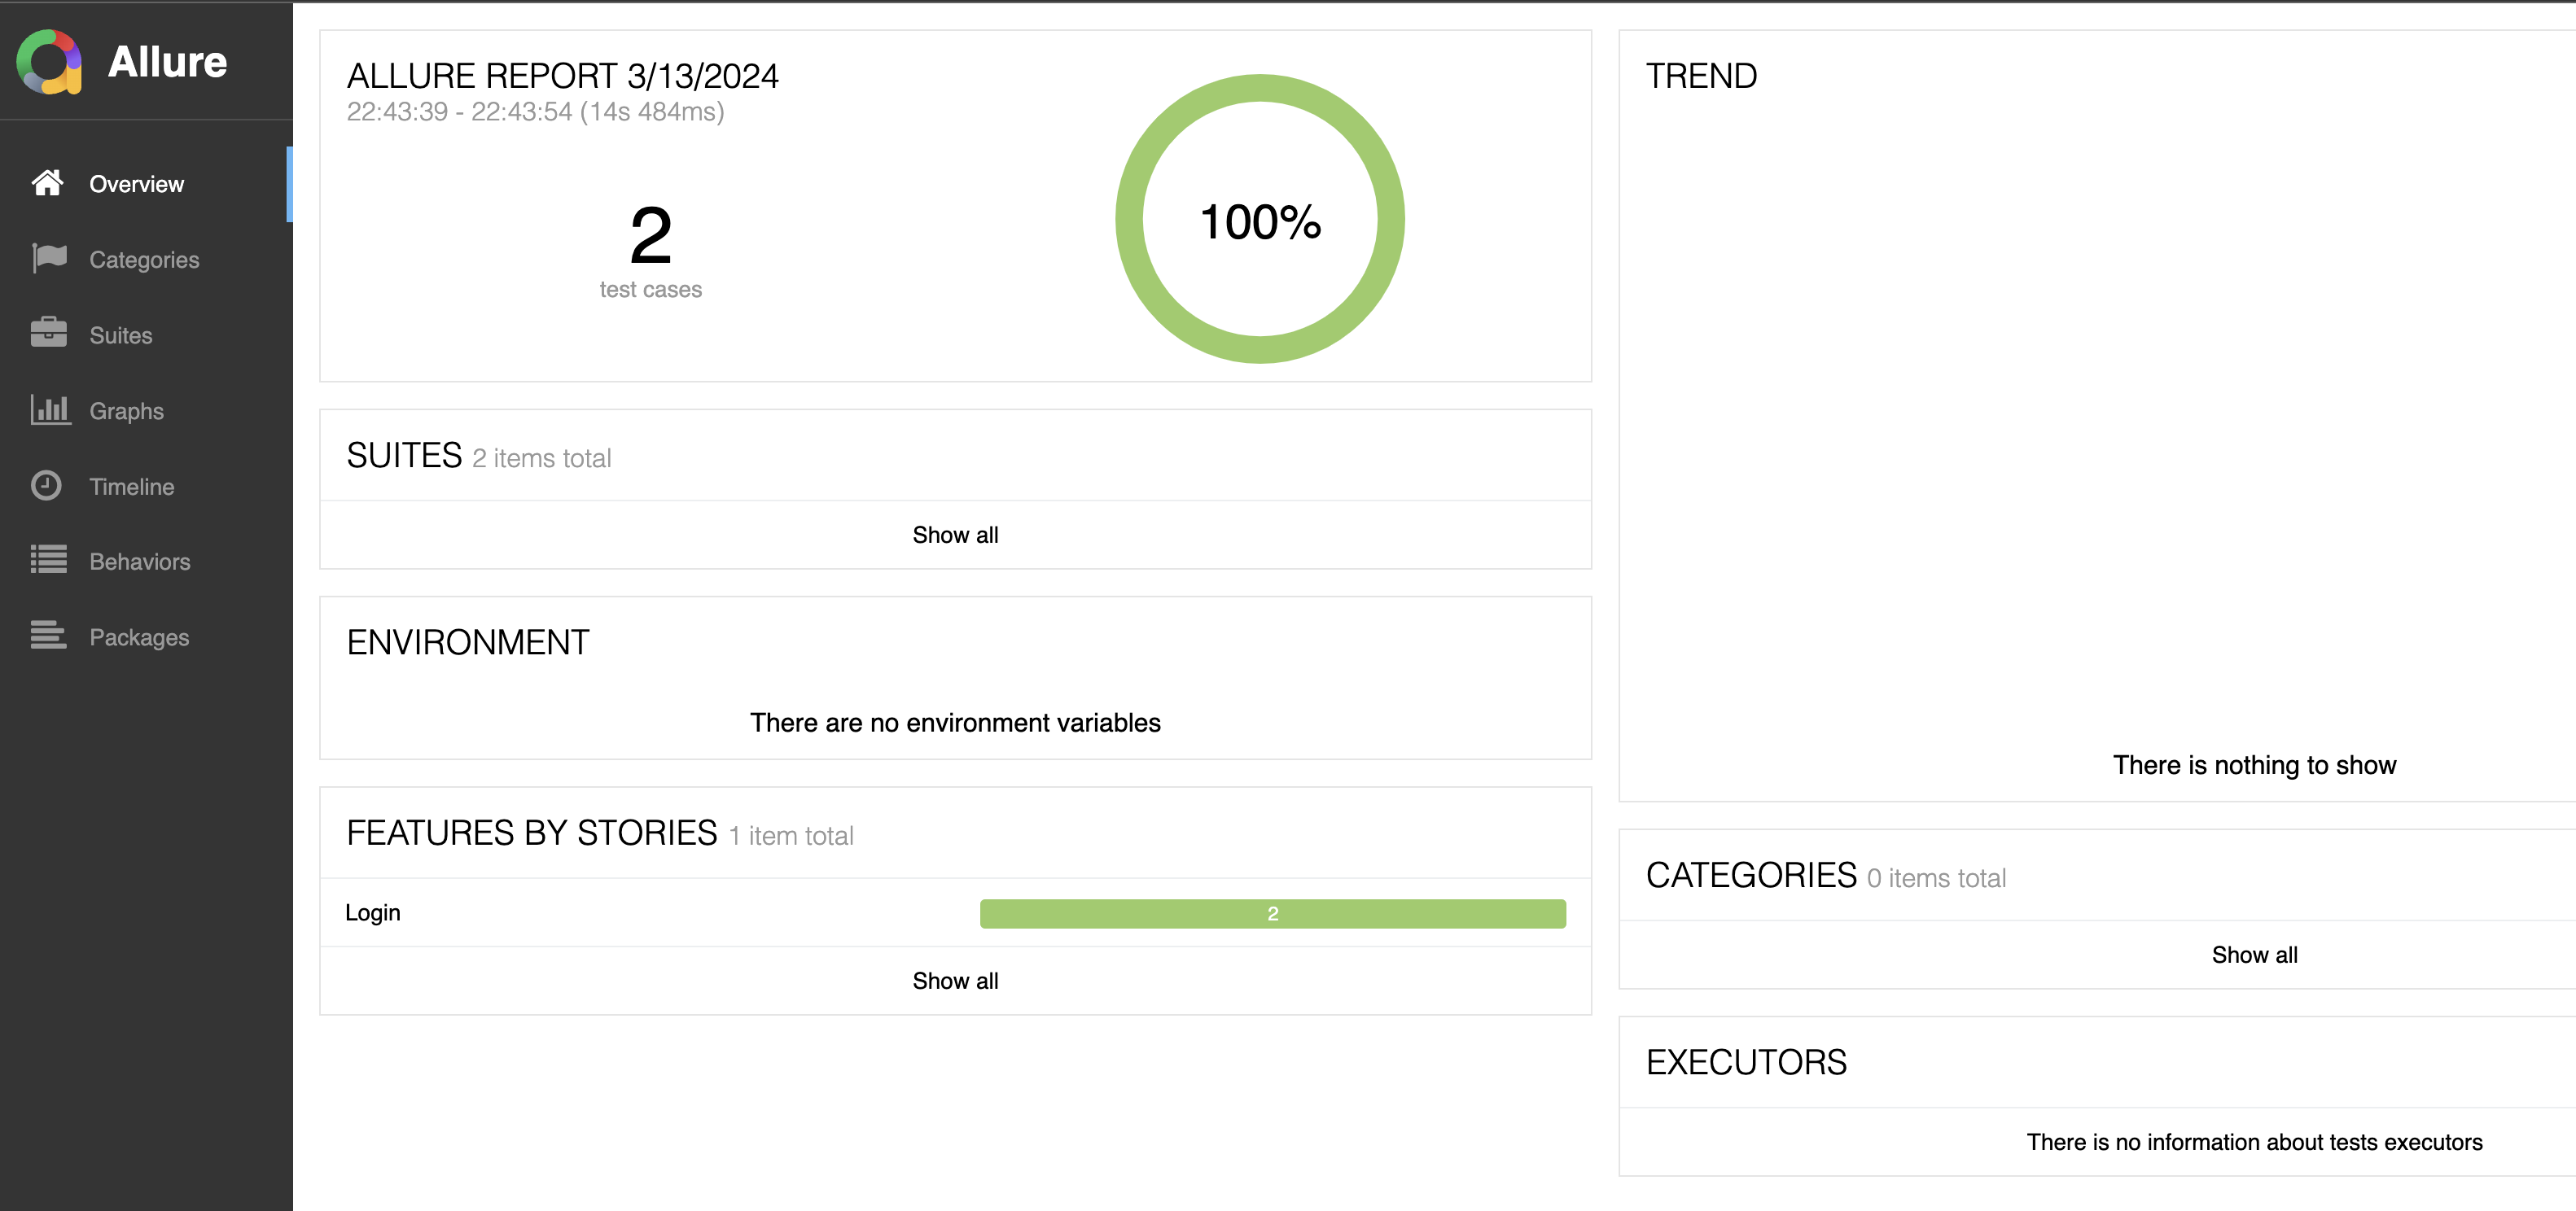 Allure
Overview
Categories
Suites
Graphs
Timeline
Behaviors
Packages
ALLURE REPORT 3/13/2024
22:43:39 - 22:43:54 (14s 484ms)
2
test cases
100%
SUITES 2 items total
Show all
ENVIRONMENT
There are no environment variables
FEATURES BY STORIES 1 item total
Login 2
Show all
TREND
There is nothing to show
CATEGORIES 0 items total
Show all
EXECUTORS
There is no information about tests executors